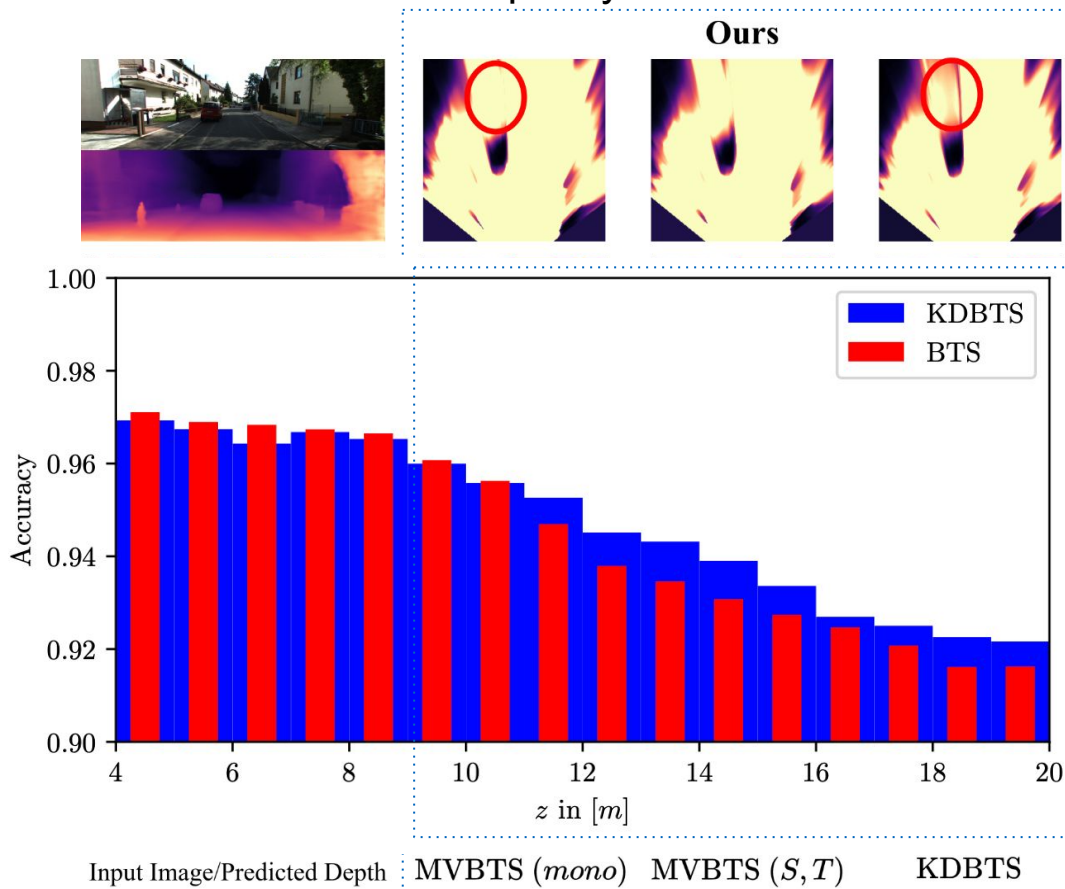 Ours
1.00
KDBTS
BTS
0.98
0.96
0.94
0.92
0.90
Accuracy
4 6 8 10 12 14 16 18 20
z in [m]
Input Image/Predicted Depth MVBTS (mono) MVBTS (S, T) KDBTS